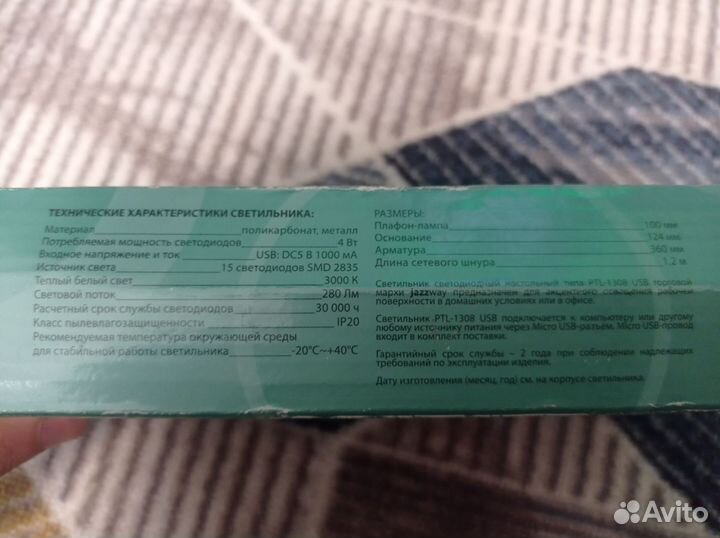 ТЕХНИЧЕСКИЕ ХАРАКТЕРИСТИКИ СВЕТИЛЬНИКА:
Материал поликарбонат, металл
Потребляемая мощность светодиодов 4 Вт
Входное напряжение и ток USB: DC5 В 1000 мА
Источник света 15 светодиодов SMD 2835
Теплый белый свет 3000 К
Световой поток 280 Лм
Расчетный срок службы светодиодов 30 000 ч
Класс пылевлагозащищенности IP20
Рекомендуемая температура окружающей среды
для стабильной работы светильника -20°C~+40°C
РАЗМЕРЫ:
Плафон-лампа 100 мм
Основание 124 мм
Арматура 360 мм
Длина сетевого шнура 1,2 м
Светильник светодиодный настольный типа PTL-1308 USB торговой
марки jazzway предназначен для акцентного освещения рабочей
поверхности в домашних условиях или в офисе.
Светильник PTL-1308 USB подключается к компьютеру или другому
любому источнику питания через Micro USB-разъём. Micro USB-провод
входит в комплект поставки.
Гарантийный срок службы – 2 года при соблюдении надлежащих
требований по эксплуатации изделия.
Дату изготовления (месяц, год) см. на корпусе светильника.
Avito